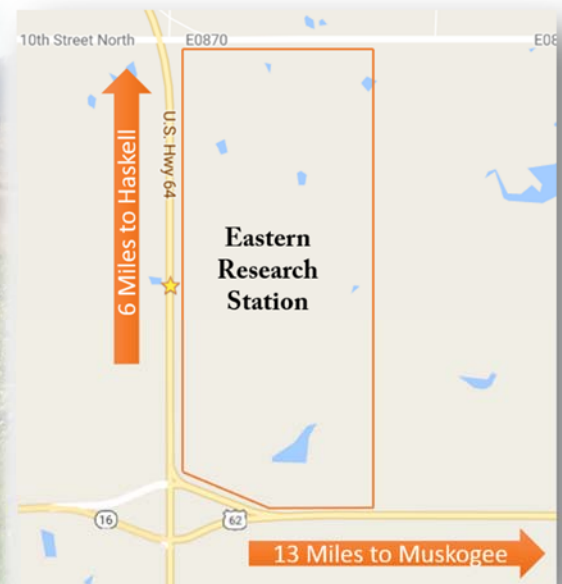 10th Street North
E0870
E08
U.S. Hwy 64
6 Miles to Haskell
Eastern
Research
Station
16
62
13 Miles to Muskogee